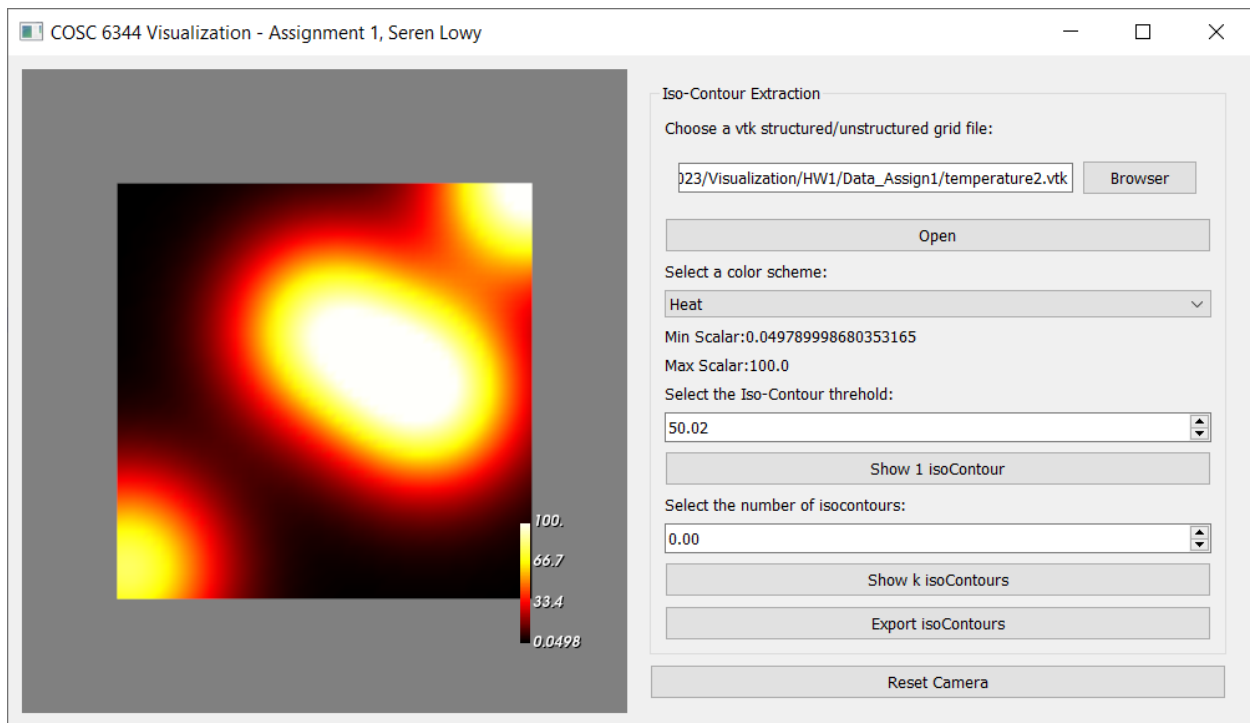 COSC 6344 Visualization - Assignment 1, Seren Lowy
100.
66.7
33.4
0.0498
Iso-Contour Extraction
Choose a vtk structured/unstructured grid file:
023/Visualization/HW1/Data_Assign1/temperature2.vtk
Browser
Open
Select a color scheme:
Heat
Min Scalar:0.049789998680353165
Max Scalar:100.0
Select the Iso-Contour threhold:
50.02
Show 1 isoContour
Select the number of isocontours:
0.00
Show k isoContours
Export isoContours
Reset Camera